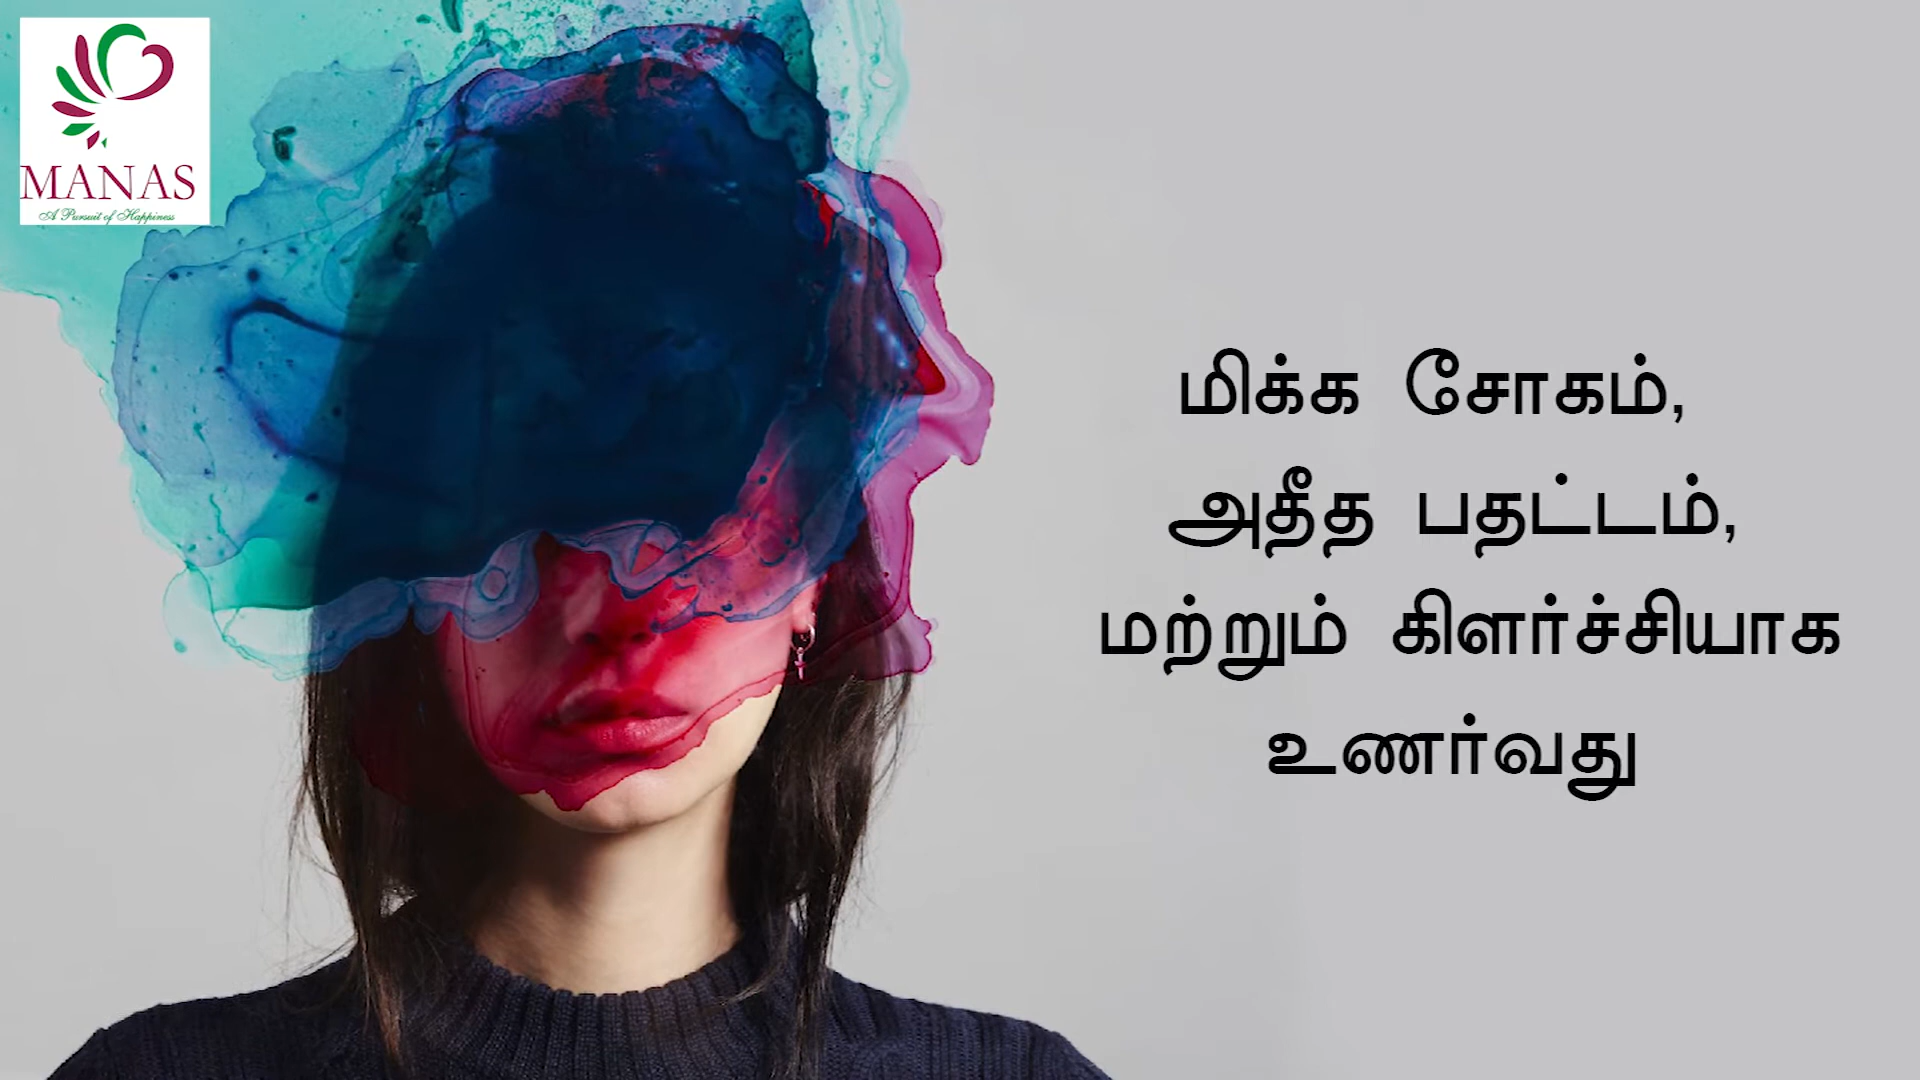 MANAS
A Pursuit of Happiness
மிக்க சோகம்,
அதீத பதட்டம்,
மற்றும் கிளர்ச்சியாக
உணர்வது